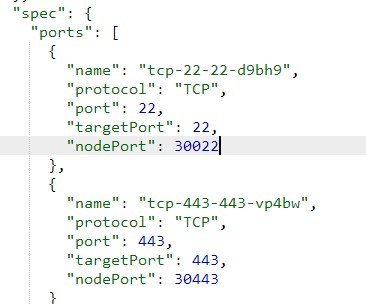 "spec": {
"ports": [
{
"name": "tcp-22-22-d9bh9",
"protocol": "TCP",
"port": 22,
"targetPort": 22,
"nodePort": 30022
},
{
"name": "tcp-443-443-vp4bw",
"protocol": "TCP",
"port": 443,
"targetPort": 443,
"nodePort": 30443
}